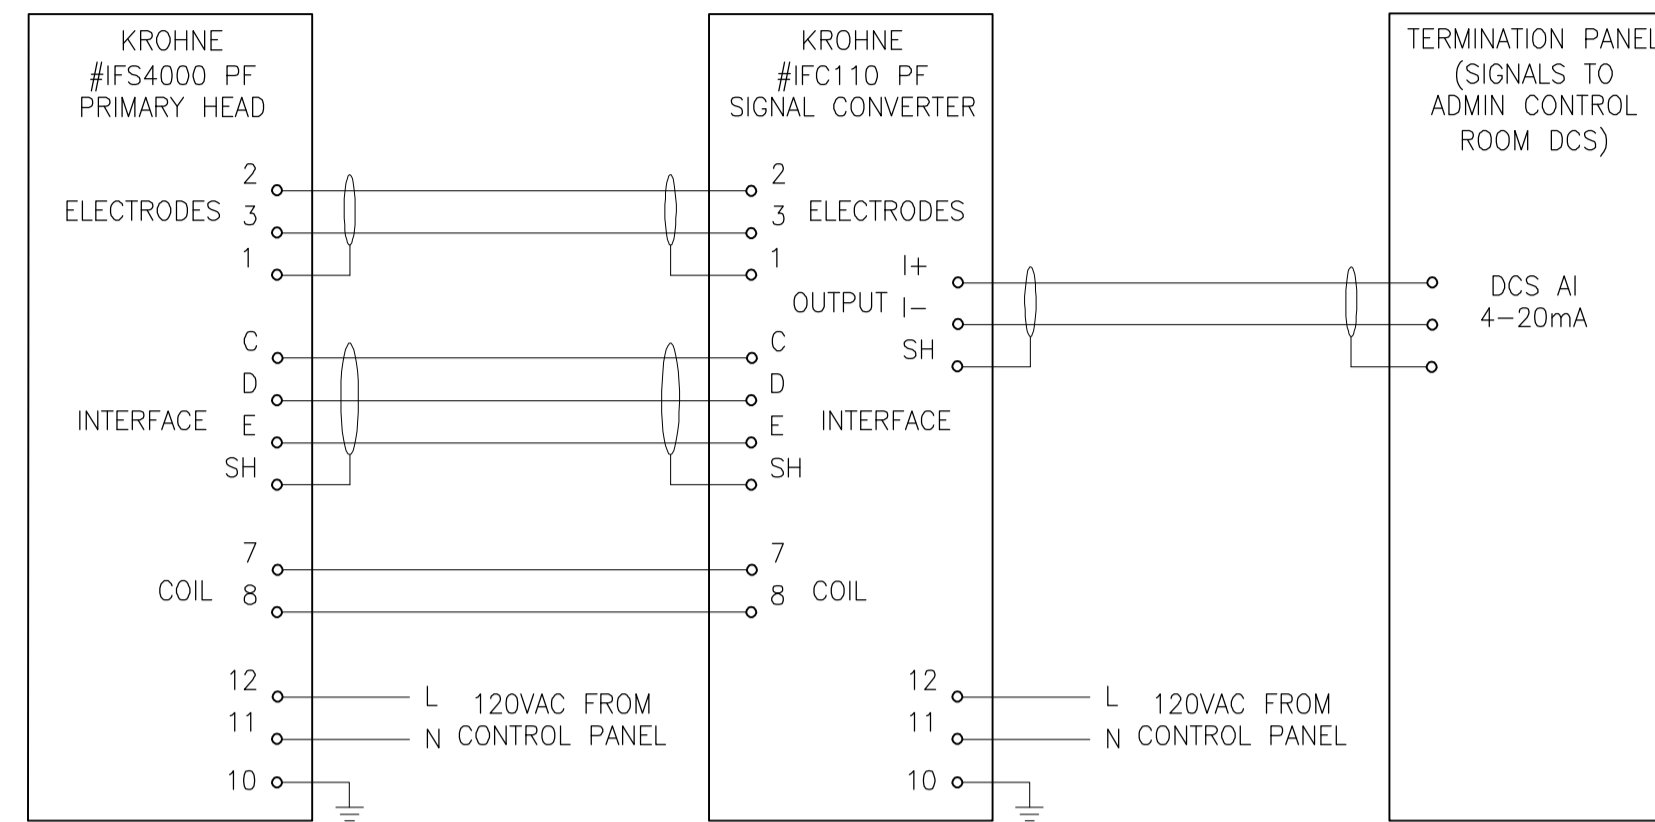 KROHNE
#IFS4000 PF
PRIMARY HEAD
2
ELECTRODES 3
1
C
D
INTERFACE E
SH
7
COIL 8
12
11
10
L 120VAC FROM
N CONTROL PANEL
KROHNE
#IFC110 PF
SIGNAL CONVERTER
2
3 ELECTRODES
1
I+
OUTPUT I-
SH
C
D
E INTERFACE
SH
7
8 COIL
12
11
10
L 120VAC FROM
N CONTROL PANEL
TERMINATION PANEL
(SIGNALS TO
ADMIN CONTROL
ROOM DCS)
DCS AI
4-20mA